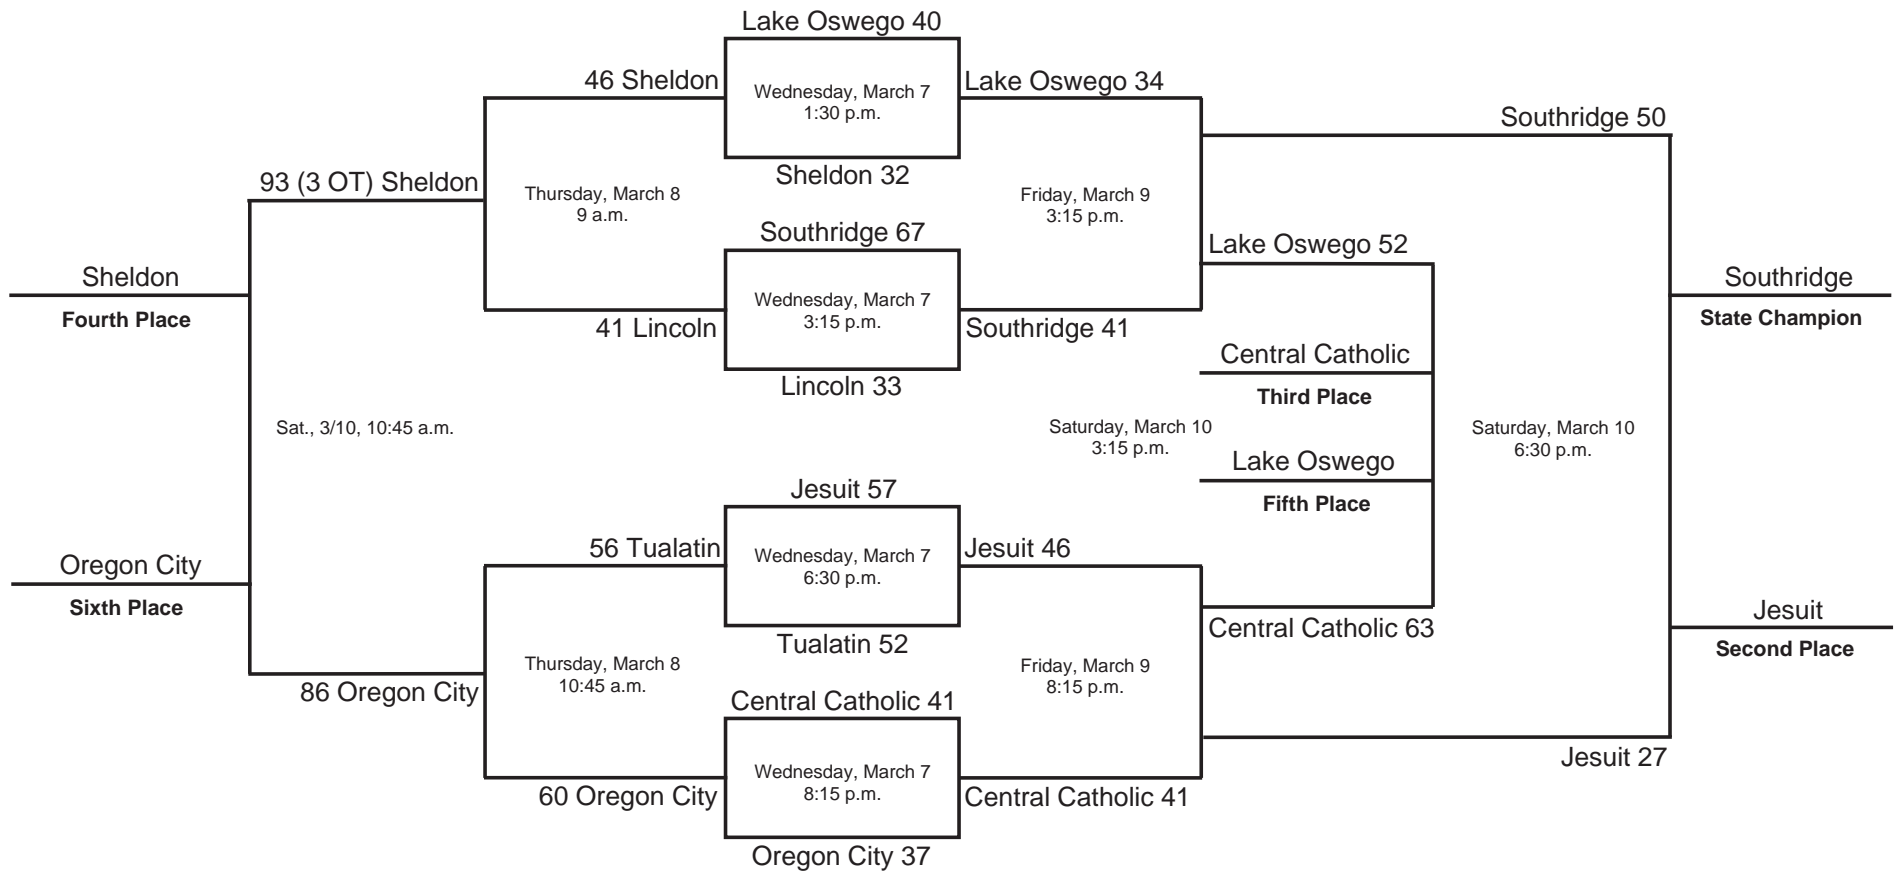 Lake Oswego 40
46 Sheldon
Wednesday, March 7
1:30 p.m.
Lake Oswego 34
Southridge 50
Sheldon 32
93 (3 OT) Sheldon
Thursday, March 8
9 a.m.
Friday, March 9
3:15 p.m.
Southridge 67
Lake Oswego 52
Sheldon
Fourth Place
Southridge
State Champion
41 Lincoln
Wednesday, March 7
3:15 p.m.
Southridge 41
Central Catholic
Third Place
Lincoln 33
Sat., 3/10, 10:45 a.m.
Saturday, March 10
3:15 p.m.
Saturday, March 10
6:30 p.m.
Lake Oswego
Fifth Place
Jesuit 57
56 Tualatin
Wednesday, March 7
6:30 p.m.
Jesuit 46
Oregon City
Sixth Place
Jesuit
Second Place
Tualatin 52
Central Catholic 63
Thursday, March 8
10:45 a.m.
Friday, March 9
8:15 p.m.
86 Oregon City
Central Catholic 41
Jesuit 27
60 Oregon City
Wednesday, March 7
8:15 p.m.
Central Catholic 41
Oregon City 37